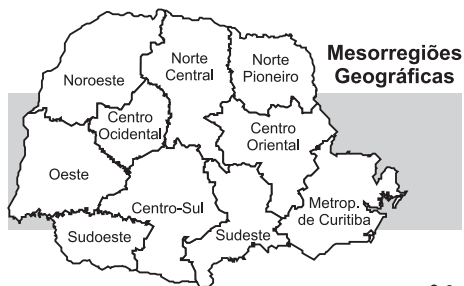 Mesorregiões
Geográficas
Noroeste
Norte
Central
Norte
Pioneiro
Centro
Ocidental
Centro
Oriental
Oeste
Centro-Sul
Metrop.
de Curitiba
Sudoeste
Sudeste